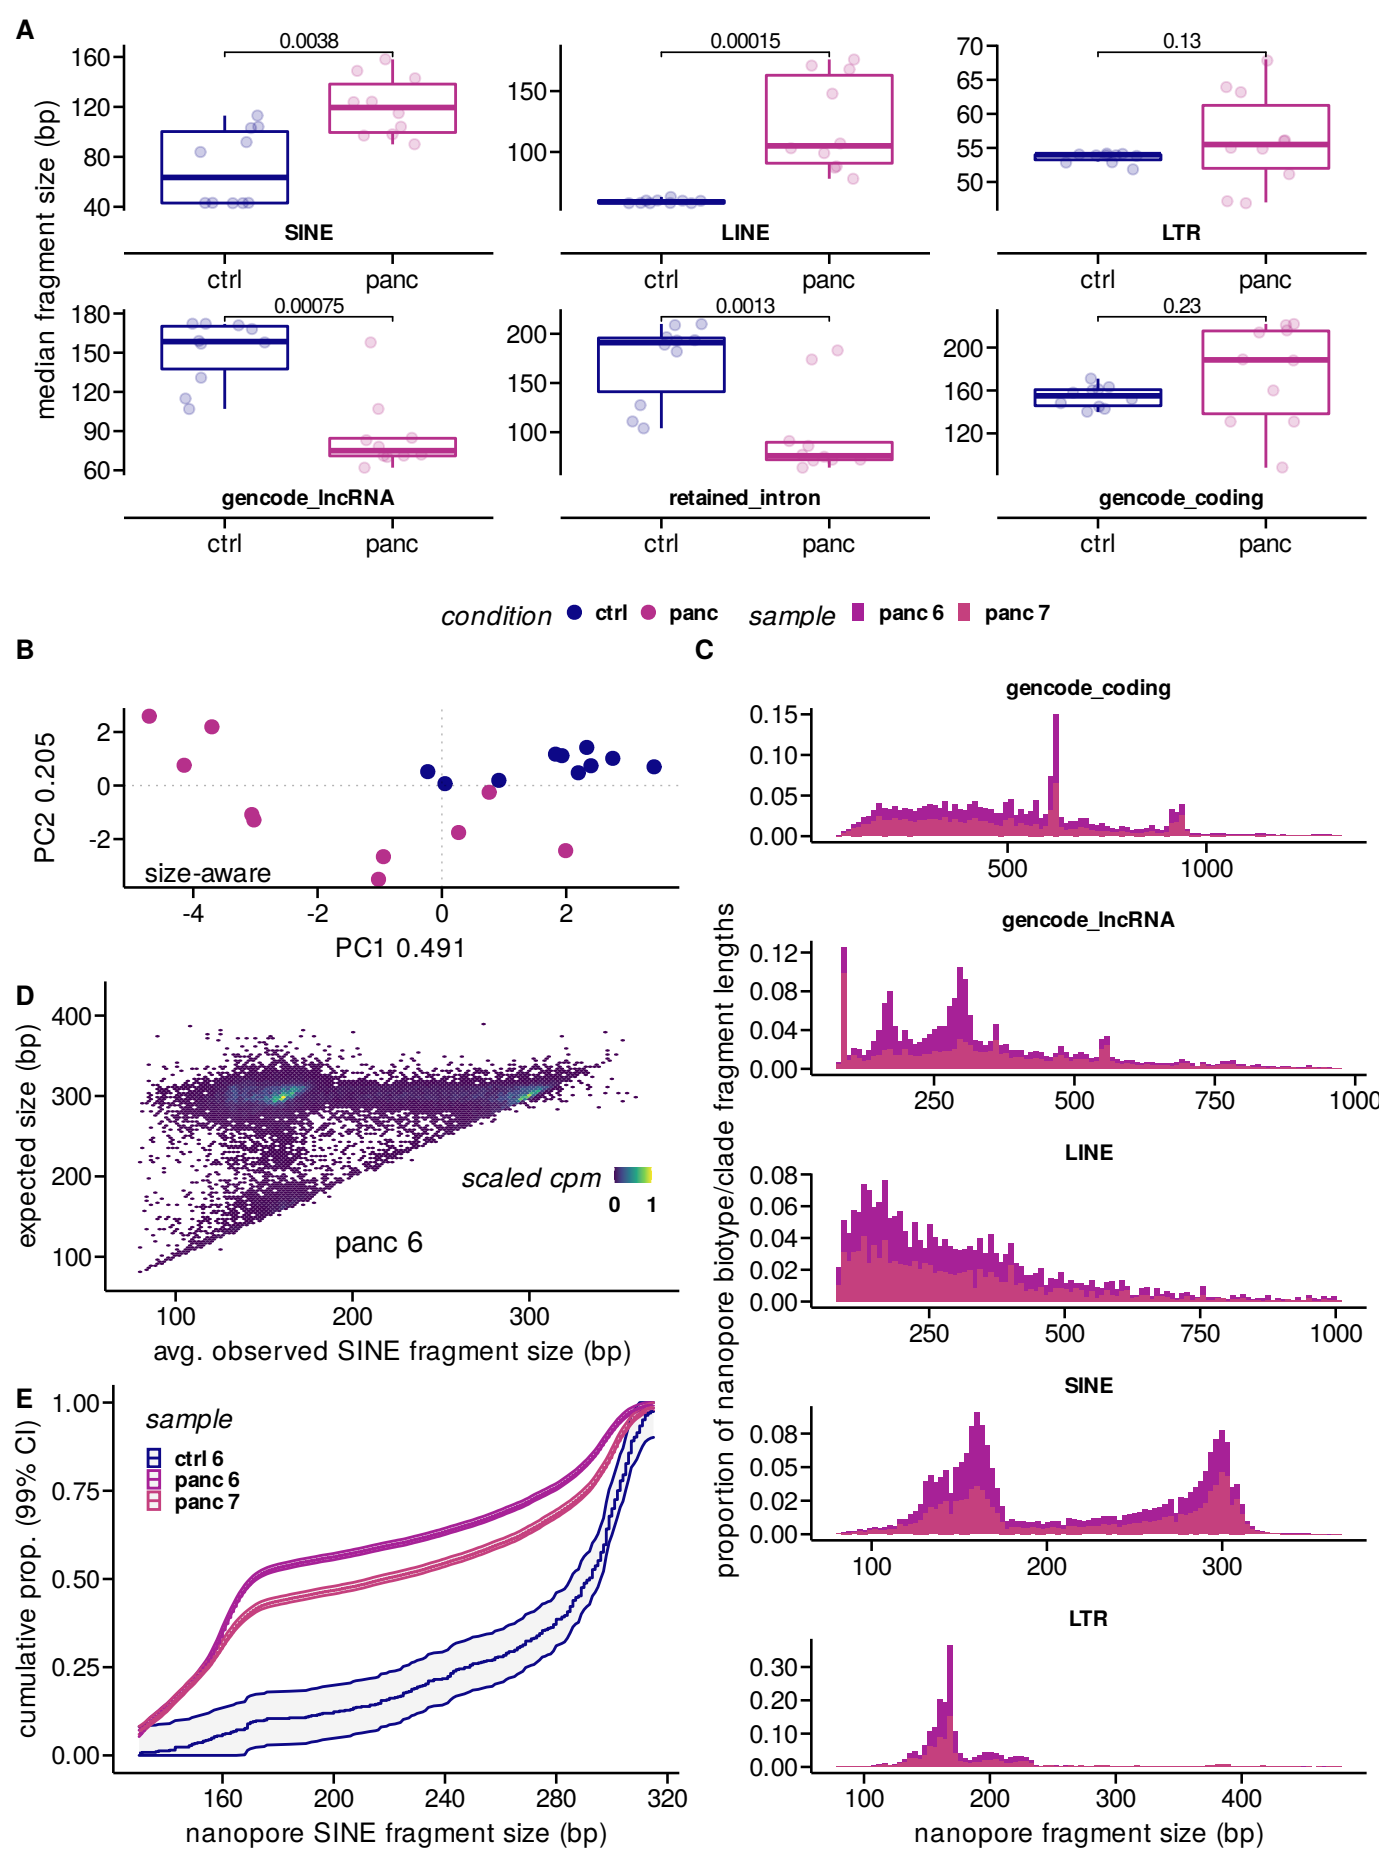 A
median fragment size (bp)
0.0038
160
120
80
40
SINE
ctrl panc
0.00015
150
100
LINE
ctrl panc
0.13
70
65
60
55
50
LTR
ctrl panc
0.00075
180
150
120
90
60
gencode_lncRNA
ctrl panc
0.0013
200
150
100
retained_intron
ctrl panc
0.23
200
160
120
gencode_coding
ctrl panc
condition ctrl panc sample panc 6 panc 7
B
PC2 0.205
2
0
-2
size-aware
-4 -2 0 2
PC1 0.491
C
proportion of nanopore biotype/clade fragment lengths
gencode_coding
0.15
0.10
0.05
0.00
500 1000
gencode_lncRNA
0.12
0.08
0.04
0.00
250 500 750 1000
LINE
0.08
0.06
0.04
0.02
0.00
250 500 750 1000
SINE
0.08
0.05
0.02
0.00
100 200 300
LTR
0.30
0.20
0.10
0.00
100 200 300 400
nanopore fragment size (bp)
D
expected size (bp)
400
300
200
100
scaled cpm
0 1
panc 6
100 200 300
avg. observed SINE fragment size (bp)
E
cumulative prop. (99% CI)
1.00
0.75
0.50
0.25
0.00
sample
ctrl 6
panc 6
panc 7
160 200 240 280 320
nanopore SINE fragment size (bp)